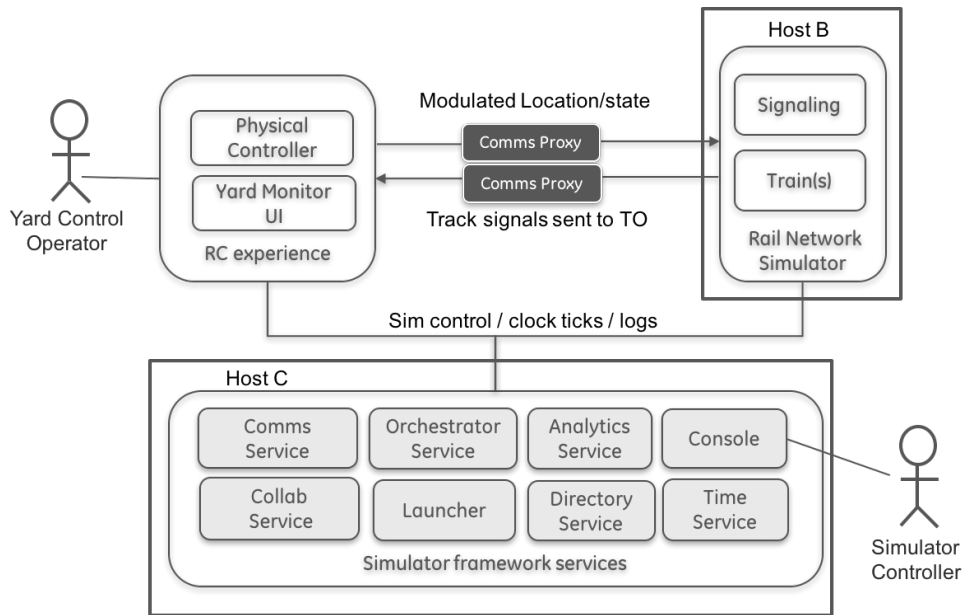 Host B
Modulated Location/state
Physical
Controller
Comms Proxy
Signaling
Yard Monitor
UI
Comms Proxy
Train(s)
Yard Control
Operator
RC experience
Track signals sent to TO
Rail Network
Simulator
Sim control / clock ticks / logs
Host C
Comms
Service
Orchestrator
Service
Analytics
Service
Console
Collab
Service
Launcher
Directory
Service
Time
Service
Simulator framework services
Simulator
Controller